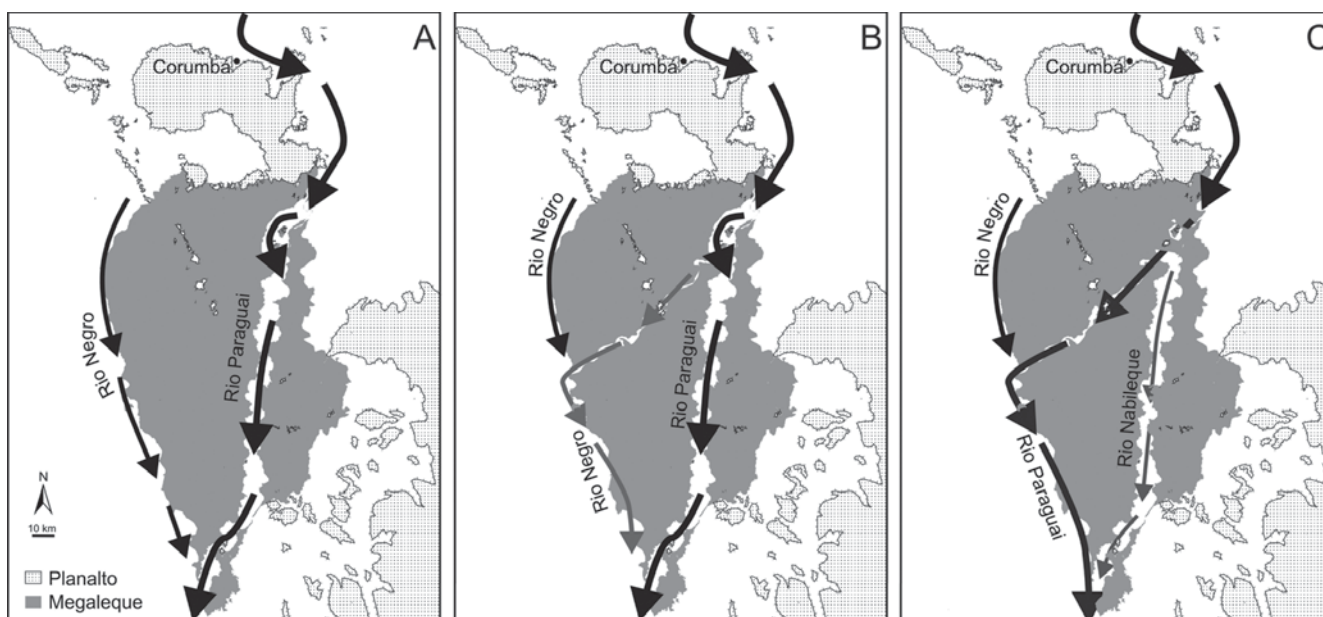 A
Corumbá
Rio Negro
Rio Paraguai
N
10 km
Planalto
Megaleque
B
Corumbá
Rio Negro
Rio Paraguai
Rio Negro
C
Corumbá
Rio Negro
Rio Nabileque
Rio Paraguai